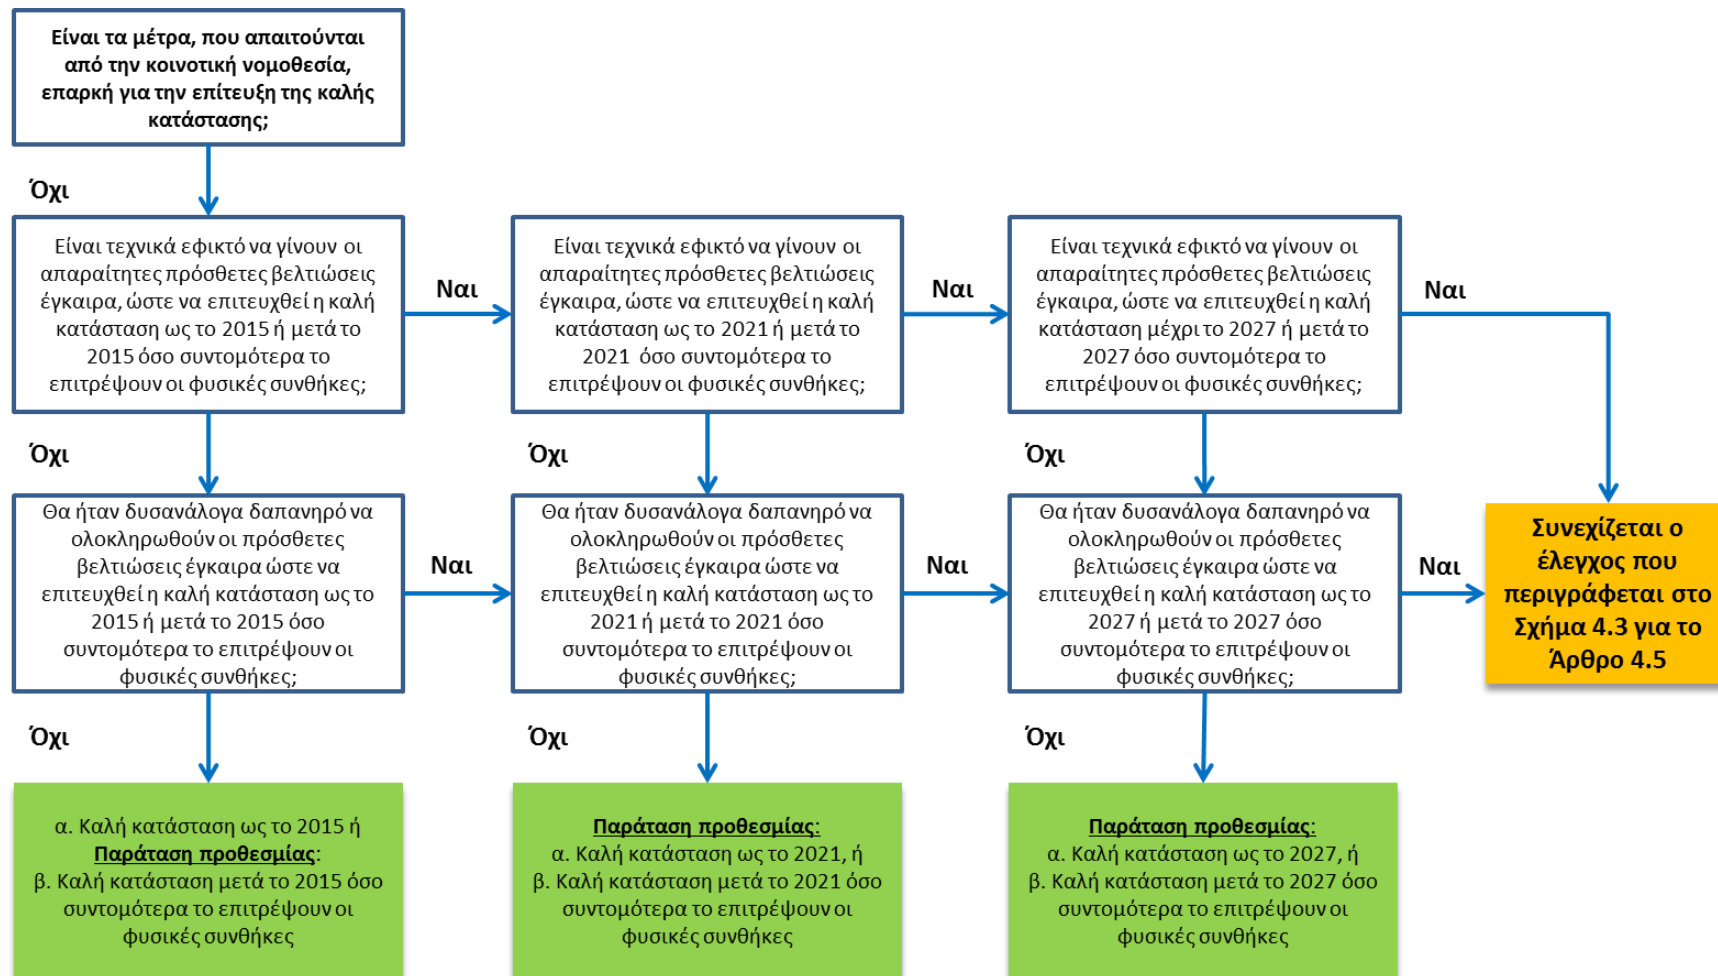 Είναι τα μέτρα, που απαιτούνται
από την κοινοτική νομοθεσία,
επαρκή για την επίτευξη της καλής
κατάστασης;
Όχι
Είναι τεχνικά εφικτό να γίνουν οι
απαραίτητες πρόσθετες βελτιώσεις
έγκαιρα, ώστε να επιτευχθεί η καλή
κατάσταση ως το 2015 ή μετά το
2015 όσο συντομότερα το
επιτρέψουν οι φυσικές συνθήκες;
Ναι
Είναι τεχνικά εφικτό να γίνουν οι
απαραίτητες πρόσθετες βελτιώσεις
έγκαιρα, ώστε να επιτευχθεί η καλή
κατάσταση ως το 2021 ή μετά το
2021 όσο συντομότερα το
επιτρέψουν οι φυσικές συνθήκες;
Ναι
Είναι τεχνικά εφικτό να γίνουν οι
απαραίτητες πρόσθετες βελτιώσεις
έγκαιρα, ώστε να επιτευχθεί η καλή
κατάσταση μέχρι το 2027 ή μετά το
2027 όσο συντομότερα το
επιτρέψουν οι φυσικές συνθήκες;
Ναι
Όχι
Όχι
Όχι
Θα ήταν δυσανάλογα δαπανηρό να
ολοκληρωθούν οι πρόσθετες
βελτιώσεις έγκαιρα ώστε να
επιτευχθεί η καλή κατάσταση ως το
2015 ή μετά το 2015 όσο
συντομότερα το επιτρέψουν οι
φυσικές συνθήκες;
Ναι
Θα ήταν δυσανάλογα δαπανηρό να
ολοκληρωθούν οι πρόσθετες
βελτιώσεις έγκαιρα ώστε να
επιτευχθεί η καλή κατάσταση ως το
2021 ή μετά το 2021 όσο
συντομότερα το επιτρέψουν οι
φυσικές συνθήκες;
Ναι
Θα ήταν δυσανάλογα δαπανηρό να
ολοκληρωθούν οι πρόσθετες
βελτιώσεις έγκαιρα ώστε να
επιτευχθεί η καλή κατάσταση ως το
2027 ή μετά το 2027 όσο
συντομότερα το επιτρέψουν οι
φυσικές συνθήκες;
Ναι
Συνεχίζεται ο
έλεγχος που
περιγράφεται στο
Σχήμα 4.3 για το
Άρθρο 4.5
Όχι
Όχι
Όχι
α. Καλή κατάσταση ως το 2015 ή
Παράταση προθεσμίας:
β. Καλή κατάσταση μετά το 2015 όσο
συντομότερα το επιτρέψουν οι
φυσικές συνθήκες
Παράταση προθεσμίας:
α. Καλή κατάσταση ως το 2021, ή
β. Καλή κατάσταση μετά το 2021 όσο
συντομότερα το επιτρέψουν οι
φυσικές συνθήκες
Παράταση προθεσμίας:
α. Καλή κατάσταση ως το 2027, ή
β. Καλή κατάσταση μετά το 2027 όσο
συντομότερα το επιτρέψουν οι
φυσικές συνθήκες